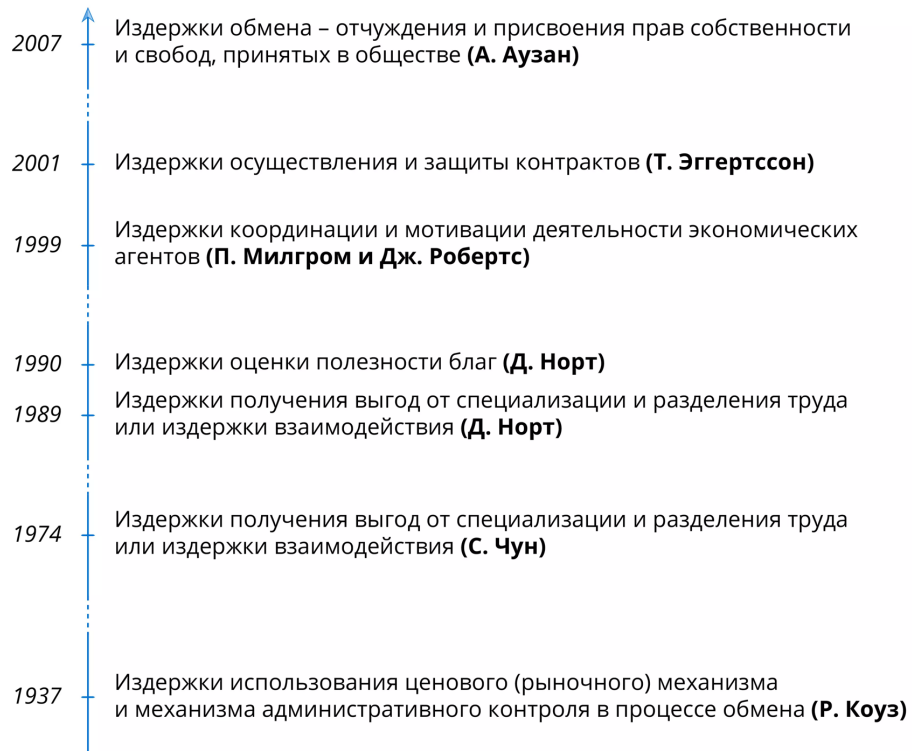 2007
Издержки обмена – отчуждения и присвоения прав собственности
и свобод, принятых в обществе (А. Аузан)
2001
Издержки осуществления и защиты контрактов (Т. Эггертссон)
1999
Издержки координации и мотивации деятельности экономических
агентов (П. Милгром и Дж. Робертс)
1990
Издержки оценки полезности благ (Д. Норт)
1989
Издержки получения выгод от специализации и разделения труда
или издержки взаимодействия (Д. Норт)
1974
Издержки получения выгод от специализации и разделения труда
или издержки взаимодействия (С. Чун)
1937
Издержки использования ценового (рыночного) механизма
и механизма административного контроля в процессе обмена (Р. Коуз)